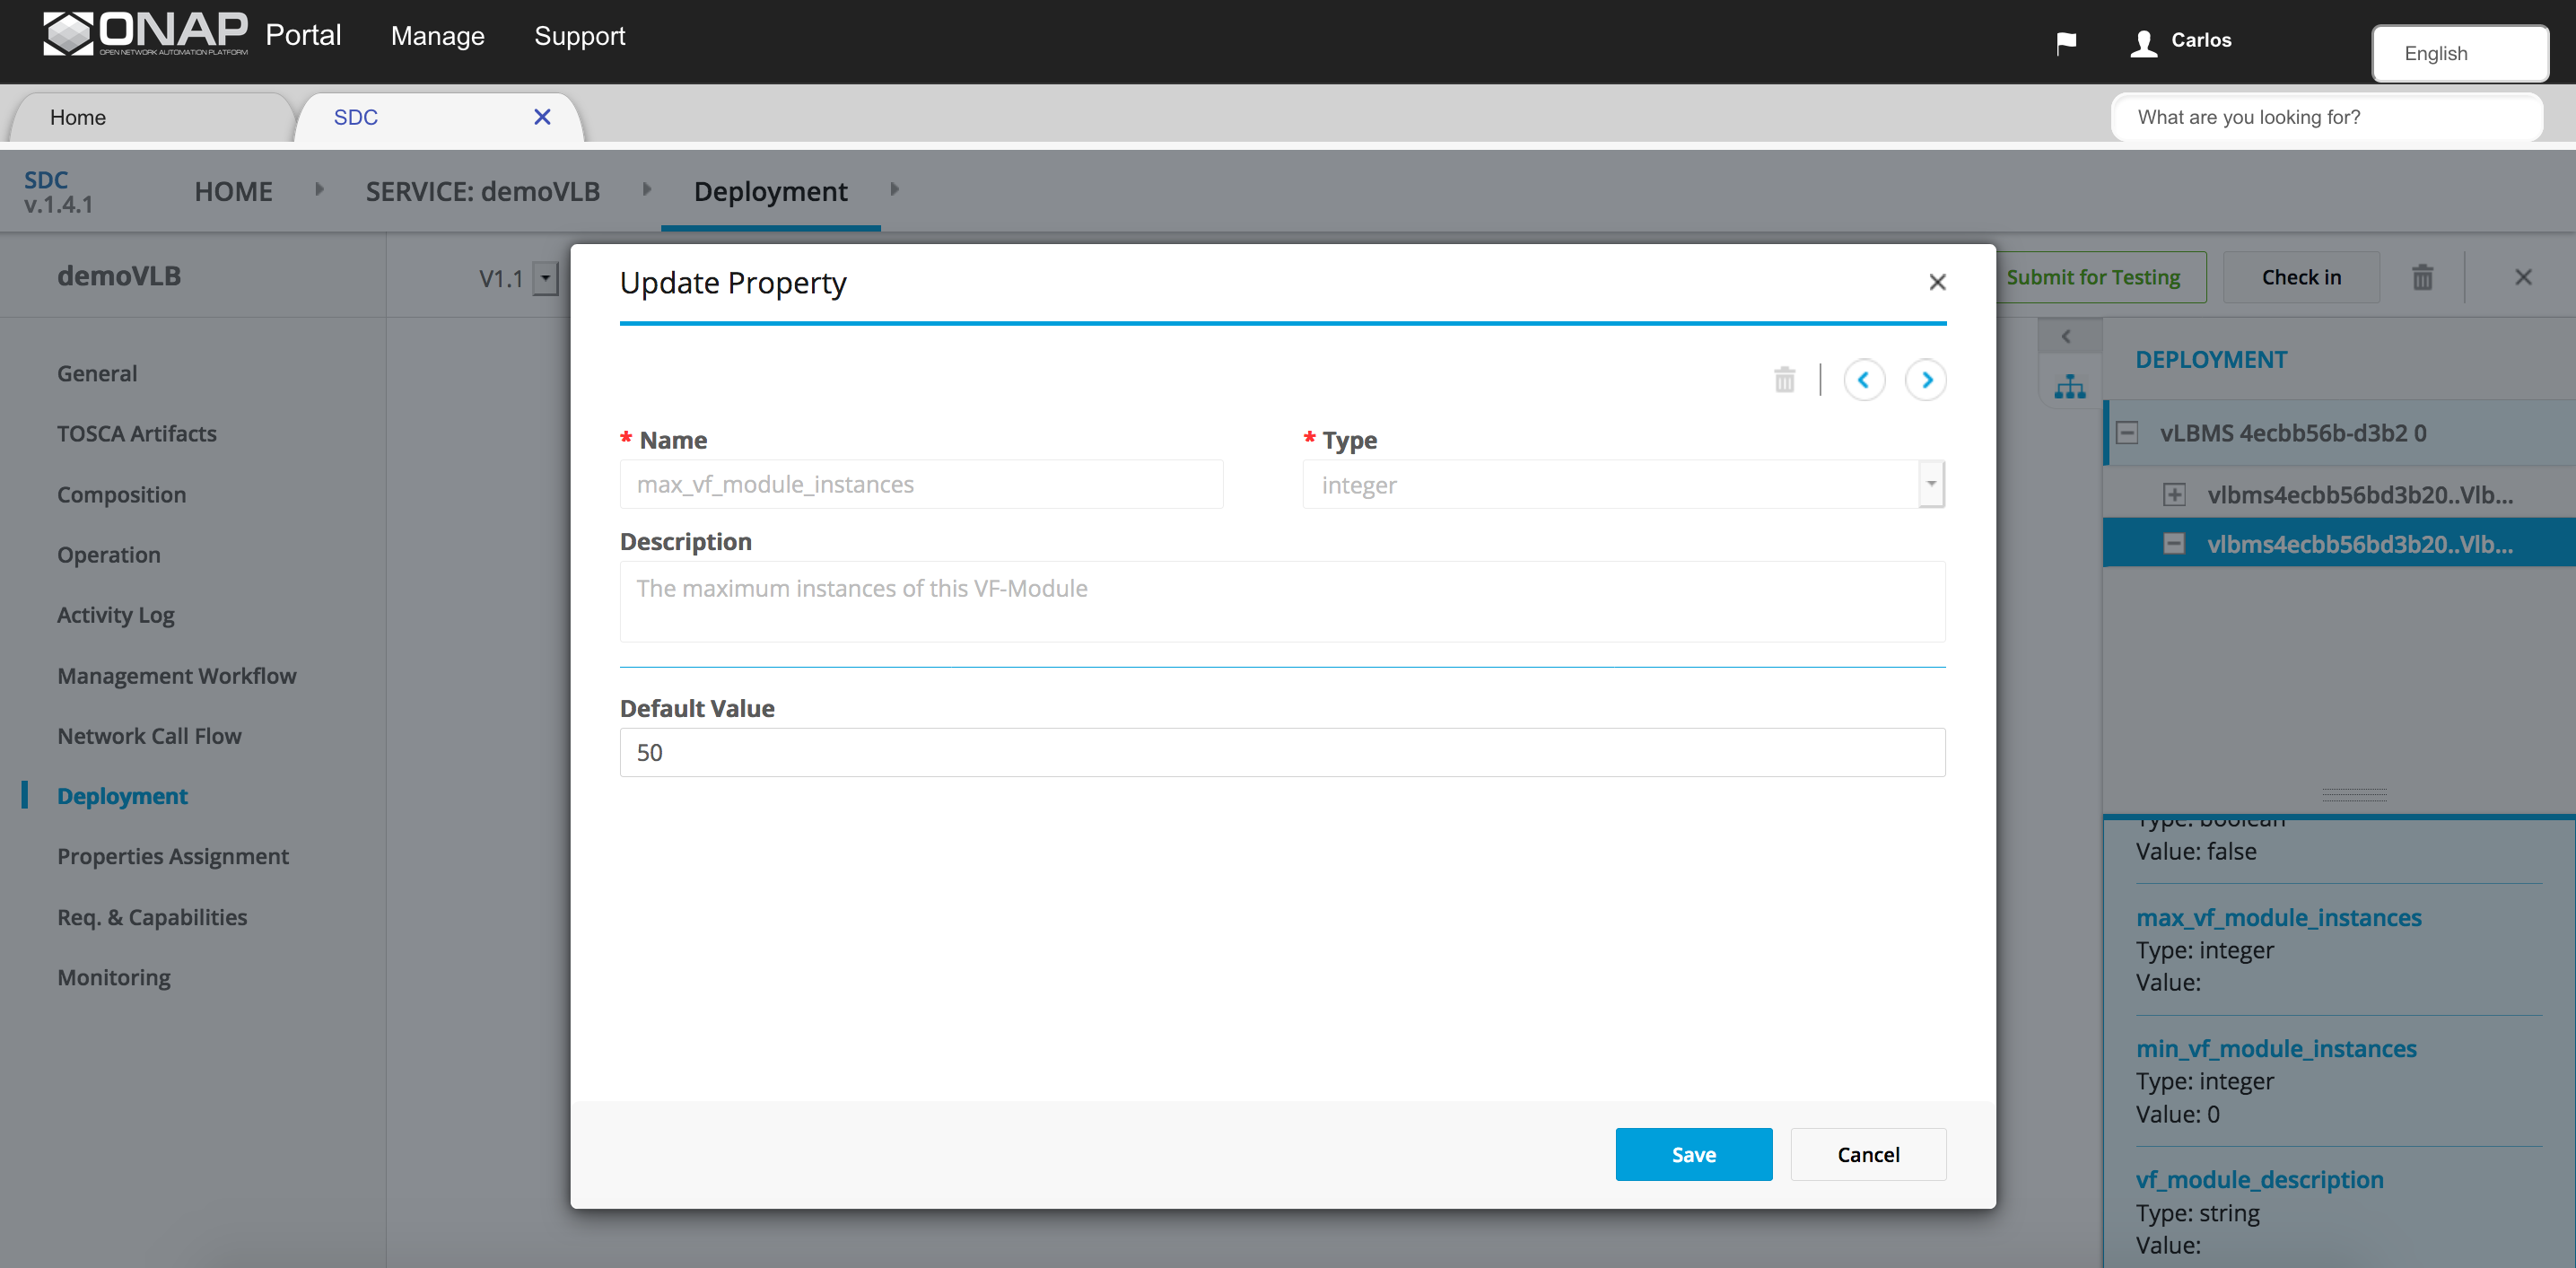 ONAP Portal Manage Support
OPEN NETWORK AUTOMATION PLATFORM
Carlos
English
Home
SDC
What are you looking for?
SDC
v.1.4.1
HOME
SERVICE: demoVLB
Deployment
demoVLB
V1.1
Submit for Testing
Check in
General
TOSCA Artifacts
Composition
Operation
Activity Log
Management Workflow
Network Call Flow
Deployment
Properties Assignment
Req. & Capabilities
Monitoring
Update Property
* Name
max_vf_module_instances
* Type
integer
Description
The maximum instances of this VF-Module
Default Value
50
Save
Cancel
DEPLOYMENT
vLBMS 4ecbb56b-d3b2 0
vlbms4ecbb56bd3b20..Vlb...
vlbms4ecbb56bd3b20..Vlb...
Type: boolean
Value: false
max_vf_module_instances
Type: integer
Value:
min_vf_module_instances
Type: integer
Value: 0
vf_module_description
Type: string
Value: